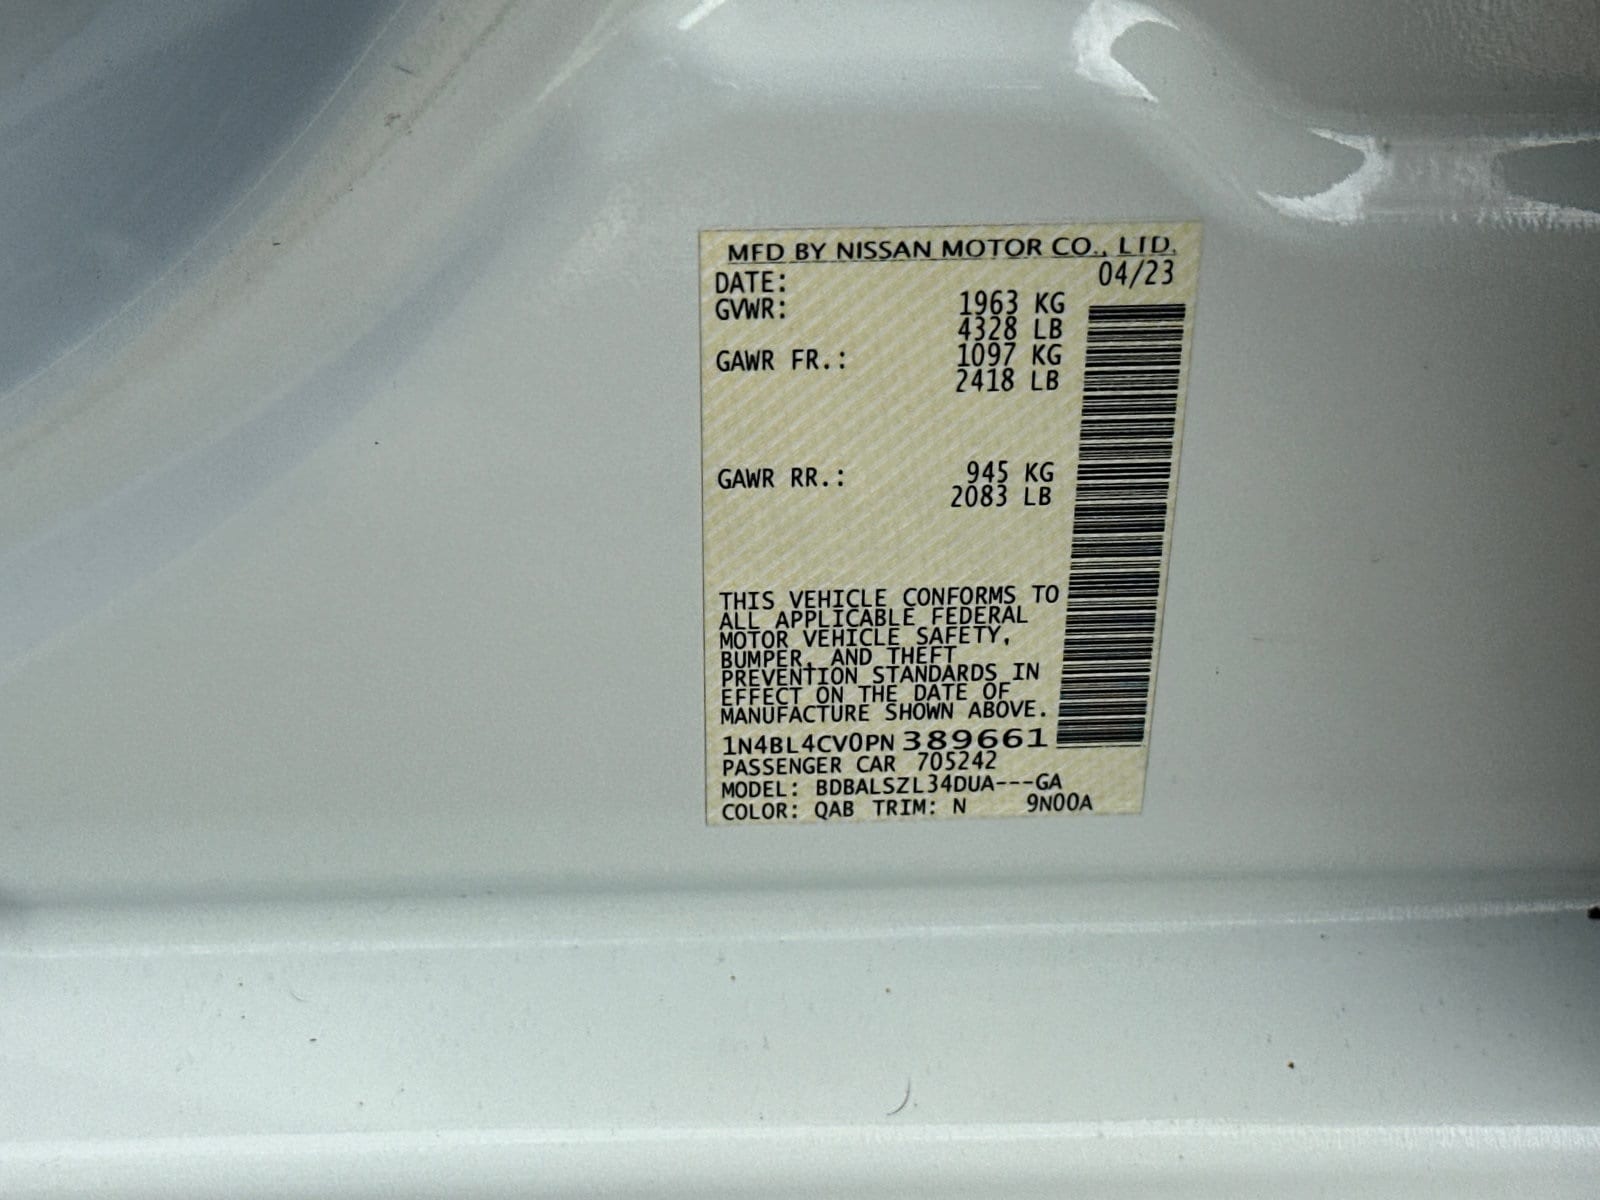 MFD BY NISSAN MOTOR CO., LTD.
DATE: 04/23
GVWR: 1963 KG
4328 LB
GAWR FR.: 1097 KG
2418 LB
GAWR RR.: 945 KG
2083 LB
THIS VEHICLE CONFORMS TO
ALL APPLICABLE FEDERAL
MOTOR VEHICLE SAFETY,
BUMPER, AND THEFT
PREVENTION STANDARDS IN
EFFECT ON THE DATE OF
MANUFACTURE SHOWN ABOVE.
1N4BL4CV0PN389661
PASSENGER CAR 705242
MODEL: BDBALSZL34DUA---GA
COLOR: QAB TRIM: N 9N00A